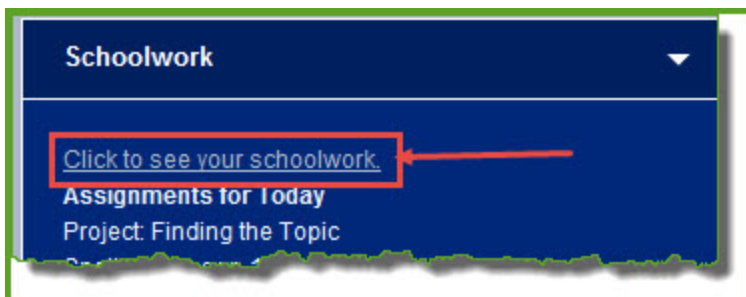 Schoolwork
Click to see your schoolwork.
Assignments for Today
Project: Finding the Topic